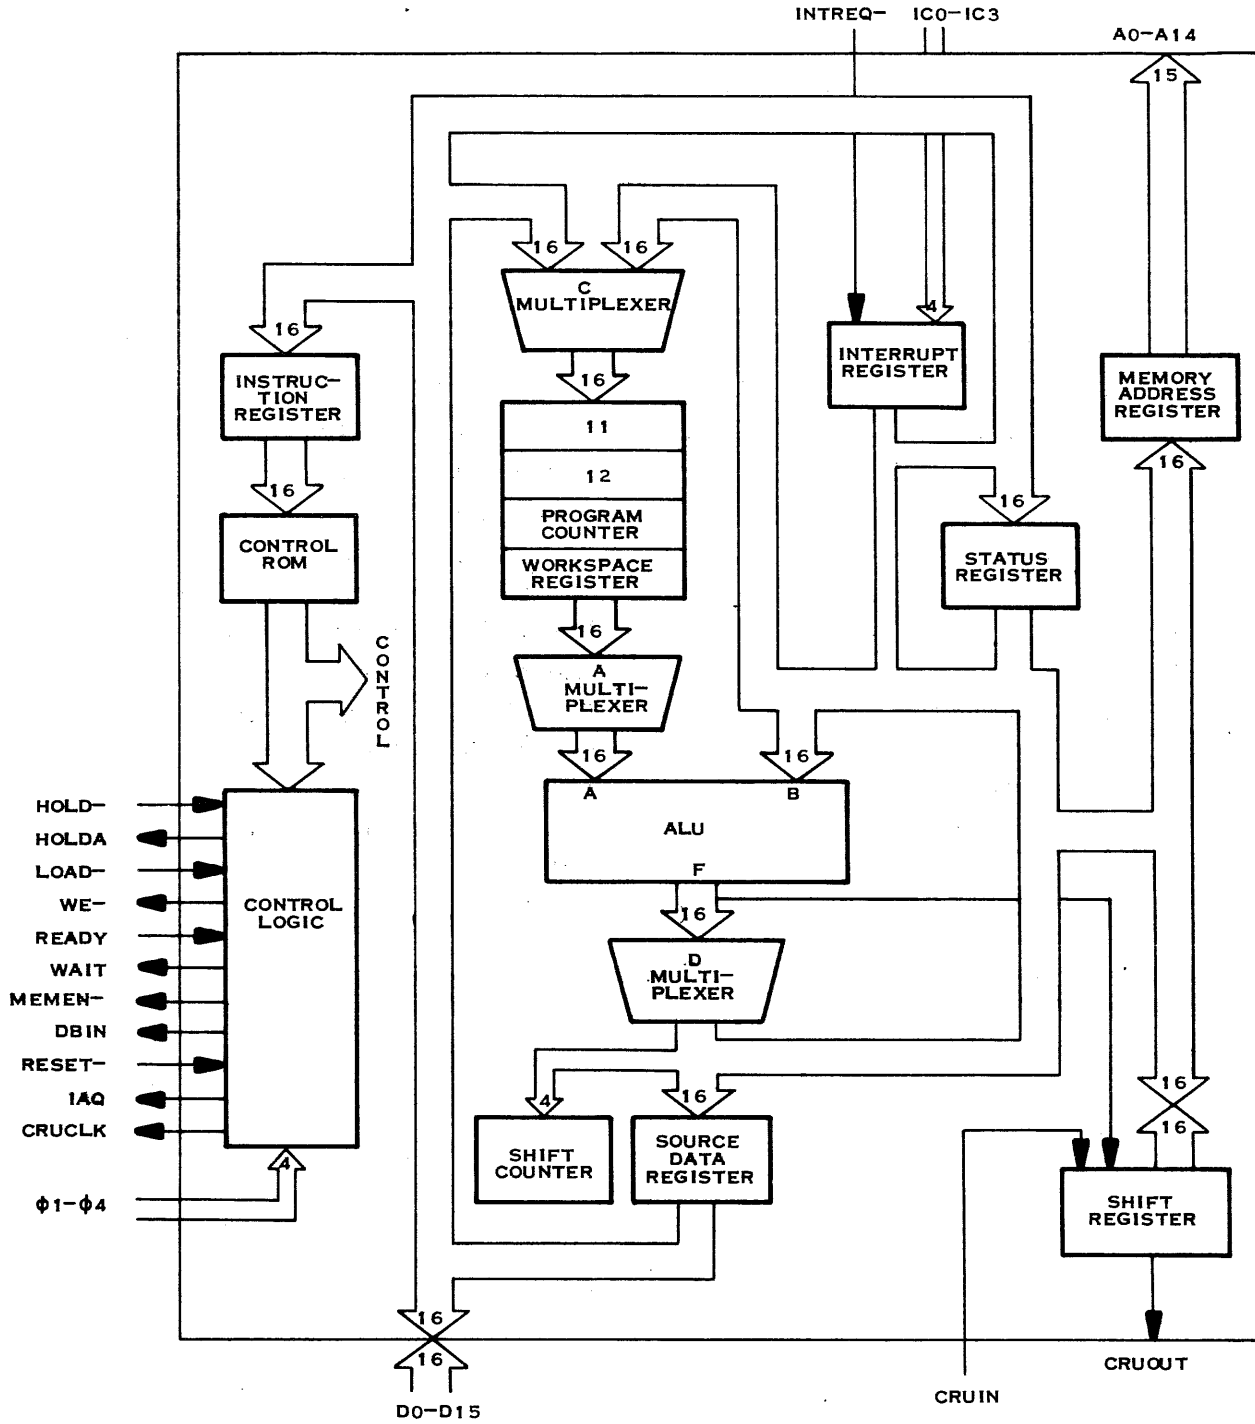 INTREQ-
IC0-IC3
A0-A14
15
16
16
C
MULTIPLEXER
16
4
INTERRUPT
REGISTER
16
INSTRUC-
TION
REGISTER
16
11
12
PROGRAM
COUNTER
WORKSPACE
REGISTER
MEMORY
ADDRESS
REGISTER
16
16
CONTROL
ROM
16
STATUS
REGISTER
CONTROL
16
A
MULTI-
PLEXER
16
16
A
B
ALU
F
HOLD-
HOLDA
LOAD-
WE-
READY
WAIT
MEMEN-
DBIN
RESET-
IAQ
CRUCLK
ϕ1-ϕ4
CONTROL
LOGIC
4
16
D
MULTI-
PLEXER
4
16
SHIFT
COUNTER
SOURCE
DATA
REGISTER
16
16
SHIFT
REGISTER
16
16
D0-D15
CRUIN
CRUOUT